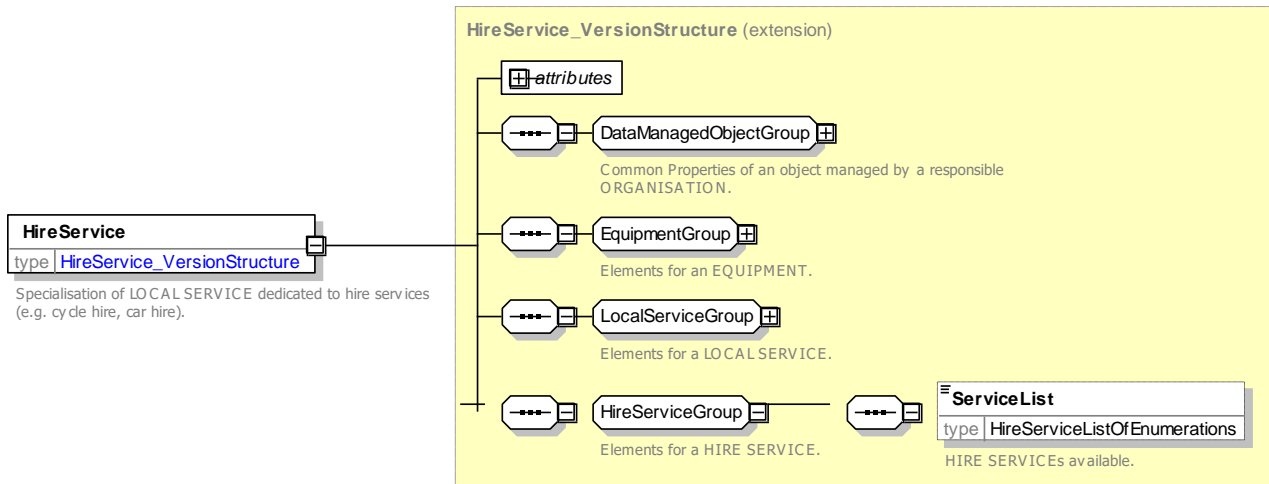 HireService_VersionStructure (extension)
attributes
DataManagedObjectGroup
Common Properties of an object managed by a responsible
ORGANISATION.
HireService
type HireService_VersionStructure
Specialisation of LOCAL SERVICE dedicated to hire services
(e.g. cycle hire, car hire).
EquipmentGroup
Elements for an EQUIPMENT.
LocalServiceGroup
Elements for a LOCAL SERVICE.
HireServiceGroup
Elements for a HIRE SERVICE.
ServiceList
type HireServiceListOfEnumerations
HIRE SERVICEs available.